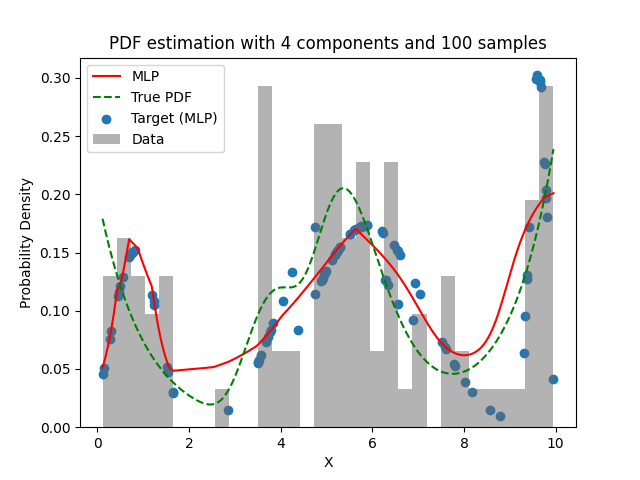 PDF estimation with 4 components and 100 samples
MLP
True PDF
Target (MLP)
Data
Probability Density
0.30
0.25
0.20
0.15
0.10
0.05
0.00
0 2 4 6 8 10
X